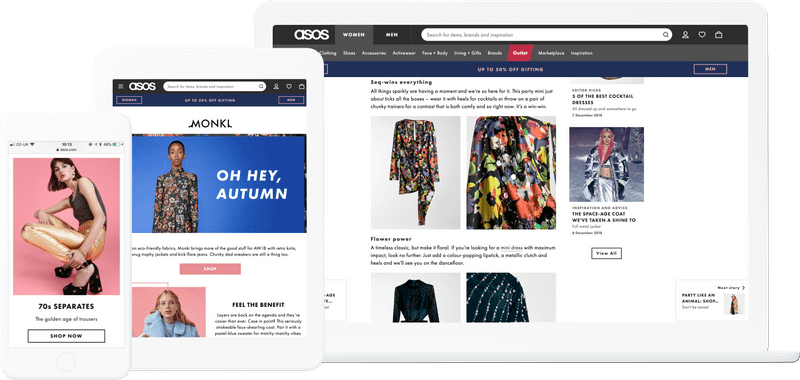 O2-UK
10:13
66%
asos.com
70s SEPARATES
The golden age of trousers
SHOP NOW
asos
Search for items, brands and inspiration
WOMEN
UP TO 50% OFF GIFTING
MEN
MONKI
OH HEY,
AUTUMN
on eco-friendly fabrics, Monki brings more of the good stuff for AW18 with retro knits,
snug trophy jackets and kick-flare jeans. Chunky dad sneakers are still a thing too.
SHOP
FEEL THE BENEFIT
Layers are back on the agenda and they're
cosier than ever. Case in point? This seriously
strokeable faux-shearling coat. Pair it with a
pastel-blue sweater for matchy-matchy vibes.
asos
WOMEN
MEN
Search for items, brands and inspiration
Clothing
Shoes
Accessories
Activewear
Face + Body
Living + Gifts
Brands
Outlet
Marketplace
Inspiration
UP TO 50% OFF GIFTING
MEN
Seq-wins everything
All things sparkly are having a moment and we're so here for it. This party mini just
about ticks all the boxes – wear it with heels for cocktails or throw on a pair of
chunky trainers for a contrast that is both comfy and so right now. It's a win-win.
Flower power
A timeless classic, but make it floral. If you're looking for a mini dress with maximum
impact, look no further. Just add a colour-popping lipstick, a metallic clutch and
heels and we'll see you on the dancefloor.
EDITOR PICKS
5 OF THE BEST COCKTAIL
DRESSES
All dressed up and somewhere to go
7 December 2018
INSPIRATION AND ADVICE
THE SPACE-AGE COAT
WE'VE TAKEN A SHINE TO
Full metal jacket
6 December 2018
View All
Next story
PARTY LIKE AN
ANIMAL: SHOP...
Don't be tamed